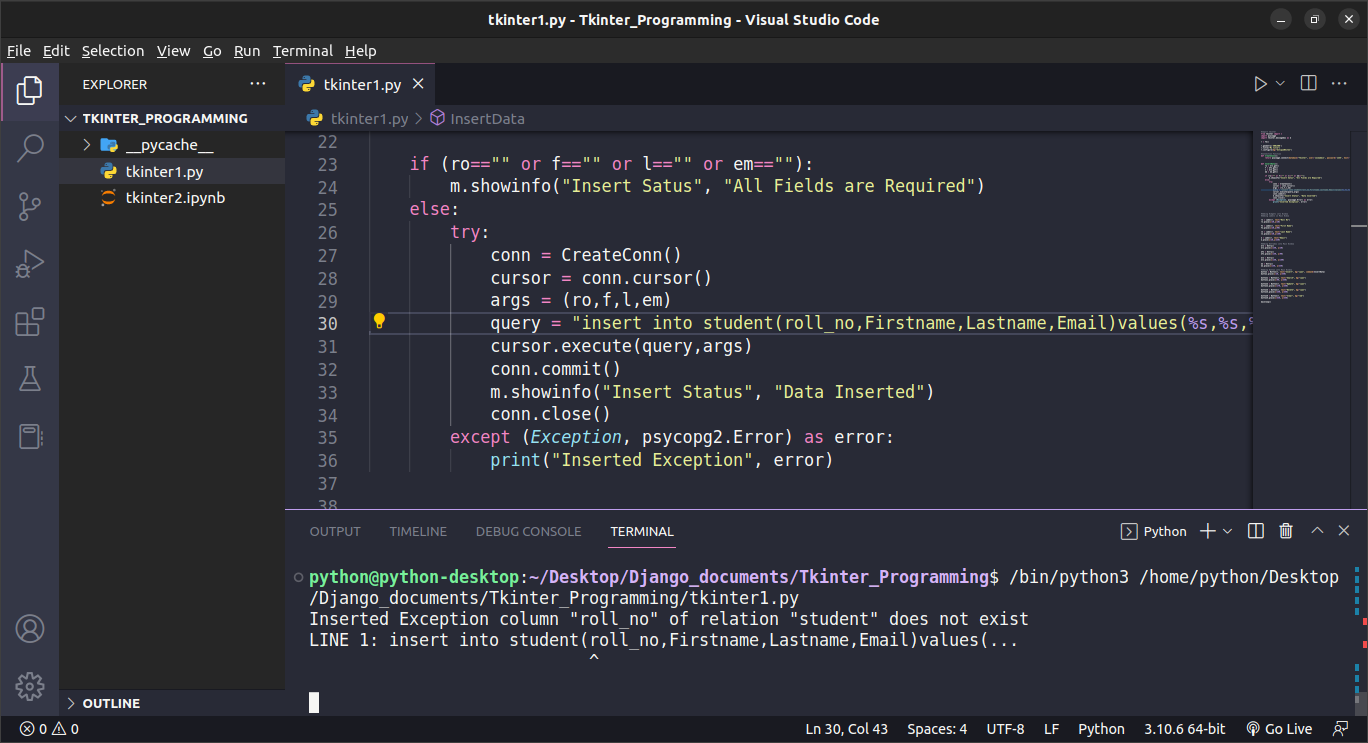 tkinter1.py - Tkinter_Programming - Visual Studio Code
File Edit Selection View Go Run Terminal Help
EXPLORER
TKINTER_PROGRAMMING
__pycache__
tkinter1.py
tkinter2.ipynb
OUTLINE
tkinter1.py
tkinter1.py > InsertData
22
23 if (ro=="" or f=="" or l=="" or em==""):
24 m.showinfo("Insert Satus", "All Fields are Required")
25 else:
26 try:
27 conn = CreateConn()
28 cursor = conn.cursor()
29 args = (ro,f,l,em)
30 query = "insert into student(roll_no,Firstname,Lastname,Email)values(%s,%s,
31 cursor.execute(query,args)
32 conn.commit()
33 m.showinfo("Insert Status", "Data Inserted")
34 conn.close()
35 except (Exception, psycopg2.Error) as error:
36 print("Inserted Exception", error)
37
38
OUTPUT TIMELINE DEBUG CONSOLE TERMINAL Python
python@python-desktop:~/Desktop/Django_documents/Tkinter_Programming$ /bin/python3 /home/python/Desktop
/Django_documents/Tkinter_Programming/tkinter1.py
Inserted Exception column "roll_no" of relation "student" does not exist
LINE 1: insert into student(roll_no,Firstname,Lastname,Email)values(...
^
0 0 Ln 30, Col 43 Spaces: 4 UTF-8 LF Python 3.10.6 64-bit Go Live